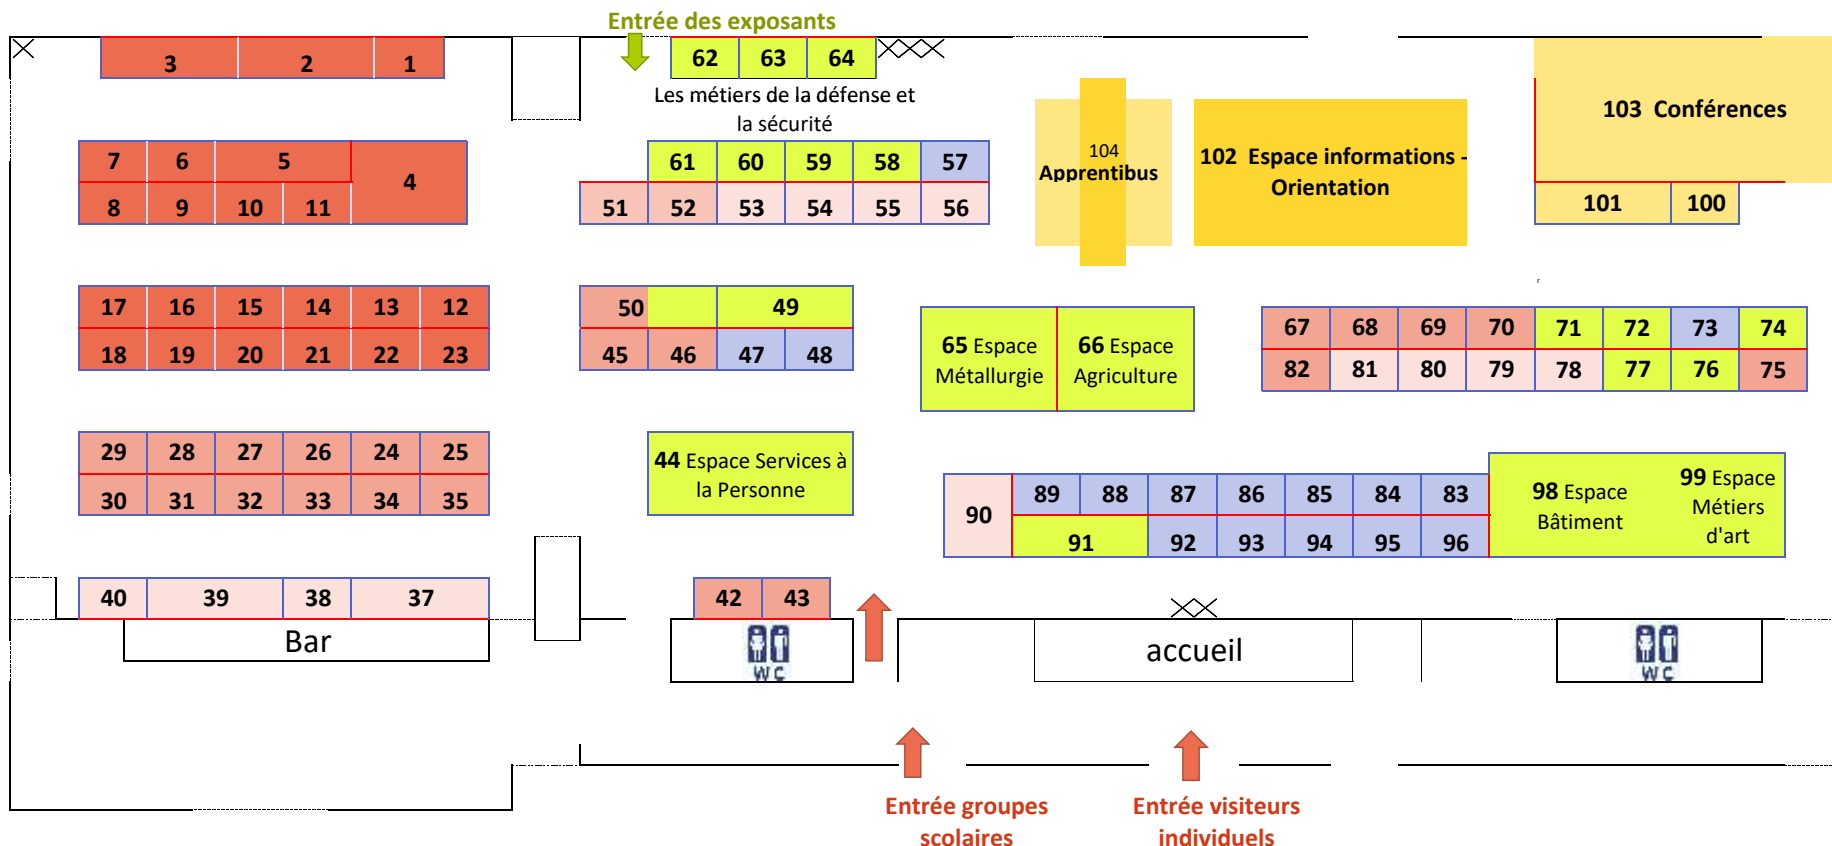 Entrée des exposants
3 2 1
62 63 64
Les métiers de la défense et
la sécurité
103 Conférences
7 6 5 4
8 9 10 11
61 60 59 58 57
51 52 53 54 55 56
104
Apprentibus
102 Espace informations -
Orientation
101 100
17 16 15 14 13 12
18 19 20 21 22 23
50 49
45 46 47 48
65 Espace
Métallurgie
66 Espace
Agriculture
67 68 69 70 71 72 73 74
82 81 80 79 78 77 76 75
29 28 27 26 24 25
30 31 32 33 34 35
44 Espace Services à
la Personne
90
89 88 87 86 85 84 83
91 92 93 94 95 96
98 Espace
Bâtiment
99 Espace
Métiers
d'art
40 39 38 37
42 43
Bar
WC
accueil
WC
Entrée groupes
scolaires
Entrée visiteurs
individuels